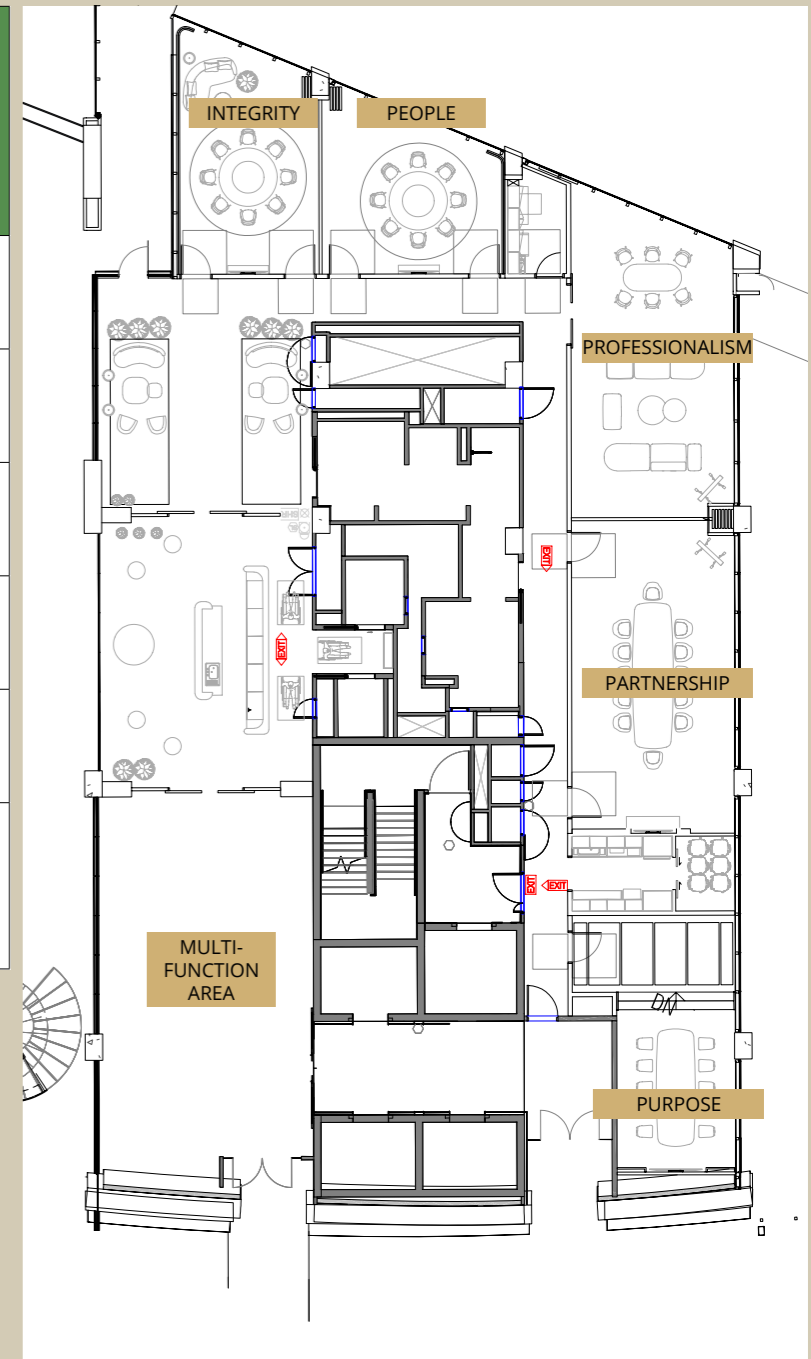 INTEGRITY
PEOPLE
PROFESSIONALISM
EXIT
EXIT
PARTNERSHIP
EXIT
EXIT
MULTI-
FUNCTION
AREA
DN
PURPOSE